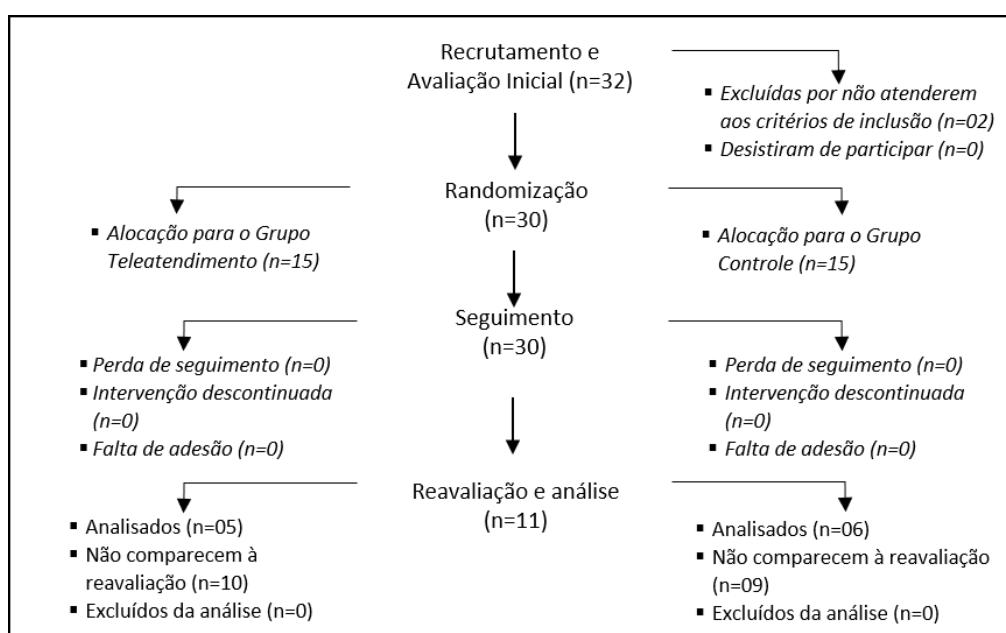 Recrutamento e
Avaliação Inicial (n=32)
▪ Excluídas por não atenderem
aos critérios de inclusão (n=02)
▪ Desistiram de participar (n=0)
Randomização
(n=30)
▪ Alocação para o Grupo
Teleatendimento (n=15)
▪ Alocação para o Grupo
Controle (n=15)
Seguimento
(n=30)
▪ Perda de seguimento (n=0)
▪ Intervenção descontinuada
(n=0)
▪ Falta de adesão (n=0)
▪ Perda de seguimento (n=0)
▪ Intervenção descontinuada
(n=0)
▪ Falta de adesão (n=0)
Reavaliação e análise
(n=11)
▪ Analisados (n=05)
▪ Não comparecem à
reavaliação (n=10)
▪ Excluídos da análise (n=0)
▪ Analisados (n=06)
▪ Não comparecem à reavaliação
(n=09)
▪ Excluídos da análise (n=0)